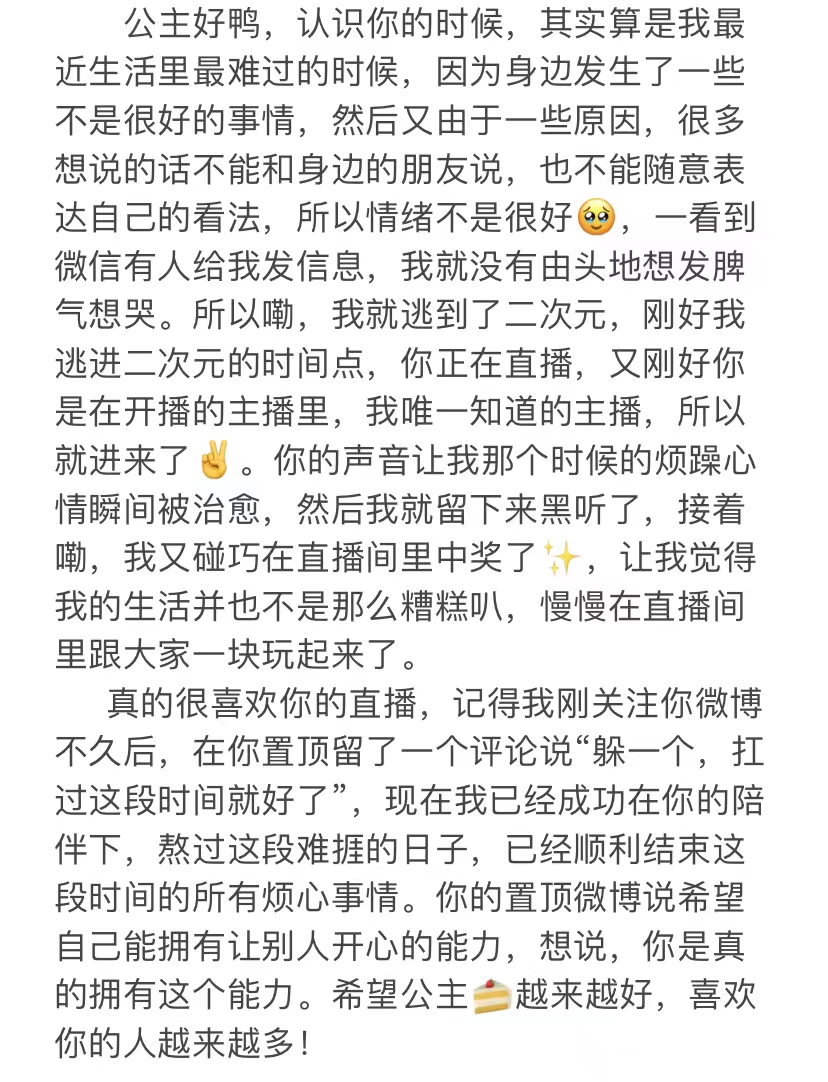 公主好鸭，认识你的时候，其实算是我最
近生活里最难过的时候，因为身边发生了一些
不是很好的事情，然后又由于一些原因，很多
想说的话不能和身边的朋友说，也不能随意表
达自己的看法，所以情绪不是很好🥹，一看到
微信有人给我发信息，我就没有由头地想发脾
气想哭。所以嘞，我就逃到了二次元，刚好我
逃进二次元的时间点，你正在直播，又刚好你
是在开播的主播里，我唯一知道的主播，所以
就进来了✌️。你的声音让我那个时候的烦躁心
情瞬间被治愈，然后我就留下来黑听了，接着
嘞，我又碰巧在直播间里中奖了✨，让我觉得
我的生活并也不是那么糟糕叭，慢慢在直播间
里跟大家一块玩起来了。
真的很喜欢你的直播，记得我刚关注你微博
不久后，在你置顶留了一个评论说“躲一个，扛
过这段时间就好了”，现在我已经成功在你的陪
伴下，熬过这段难捱的日子，已经顺利结束这
段时间的所有烦心事情。你的置顶微博说希望
自己能拥有让别人开心的能力，想说，你是真
的拥有这个能力。希望公主🍰越来越好，喜欢
你的人越来越多！